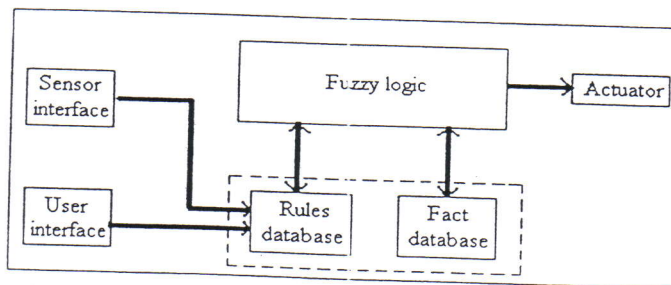 Fuzzy logic
Sensor
interface
Actuator
User
interface
Rules
database
Fact
database